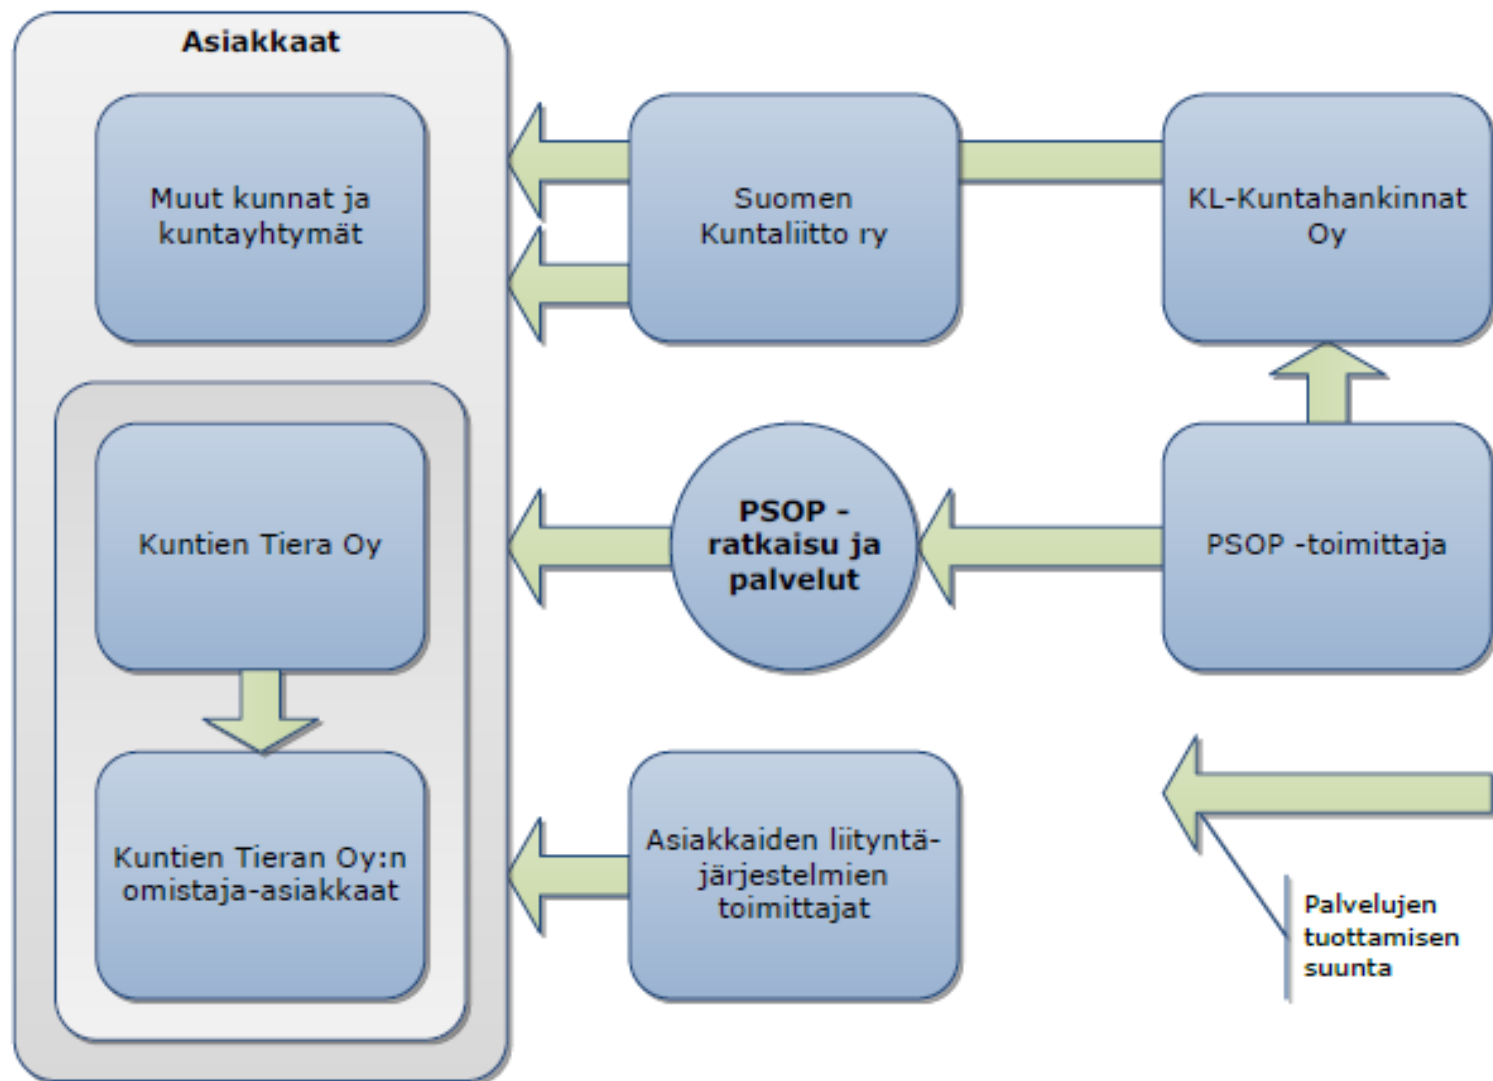 Asiakkaat
Muut kunnat ja
kuntayhtymät
Suomen
Kuntaliitto ry
KL-Kuntahankinnat
Oy
Kuntien Tiera Oy
PSOP -
ratkaisu ja
palvelut
PSOP -toimittaja
Kuntien Tieran Oy:n
omistaja-asiakkaat
Asiakkaiden liityntä-
järjestelmien
toimittajat
Palvelujen
tuottamisen
suunta